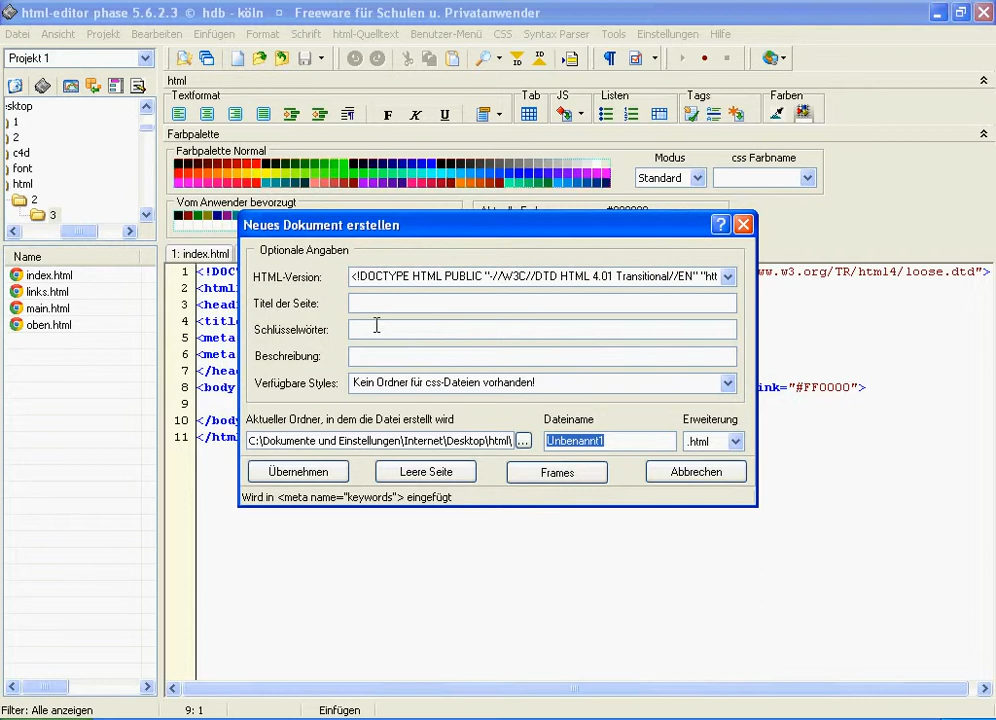 html-editor phase 5.6.2.3 © hdb - köln □ Freeware für Schulen u. Privatanwender
Datei Ansicht Projekt Bearbeiten Einfügen Format Schrift html-Quelltext Benutzer-Menü CSS Syntax Parser Tools Einstellungen Hilfe
Projekt 1
ID
ID
html
Textformat Tab JS Listen Tags Farben
F K U
Farbpalette
Farbpalette Normal
Modus css Farbname
Standard
Vom Anwender bevorzugt
sktop
1
2
c4d
font
html
2
3
Name
index.html
links.html
main.html
oben.html
1: index.html
1 <!DOC
ww.w3.org/TR/html4/loose.dtd">
2 <html
3 <head
4 <title
5 <meta
6 <meta
7 </head
8 <body
ink="#FF0000">
9
10 </body
11 </html
Neues Dokument erstellen
?
Optionale Angaben
HTML-Version: <!DOCTYPE HTML PUBLIC "-//W3C//DTD HTML 4.01 Transitional//EN" "htt
Titel der Seite:
Schlüsselwörter:
Beschreibung:
Verfügbare Styles: Kein Ordner für css-Dateien vorhanden!
Aktueller Ordner, in dem die Datei erstellt wird Dateiname Erweiterung
C:\Dokumente und Einstellungen\Internet\Desktop\html\ ... Unbenannt1 .html
Übernehmen Leere Seite Frames Abbrechen
Wird in <meta name="keywords"> eingefügt
Filter: Alle anzeigen 9: 1 Einfügen